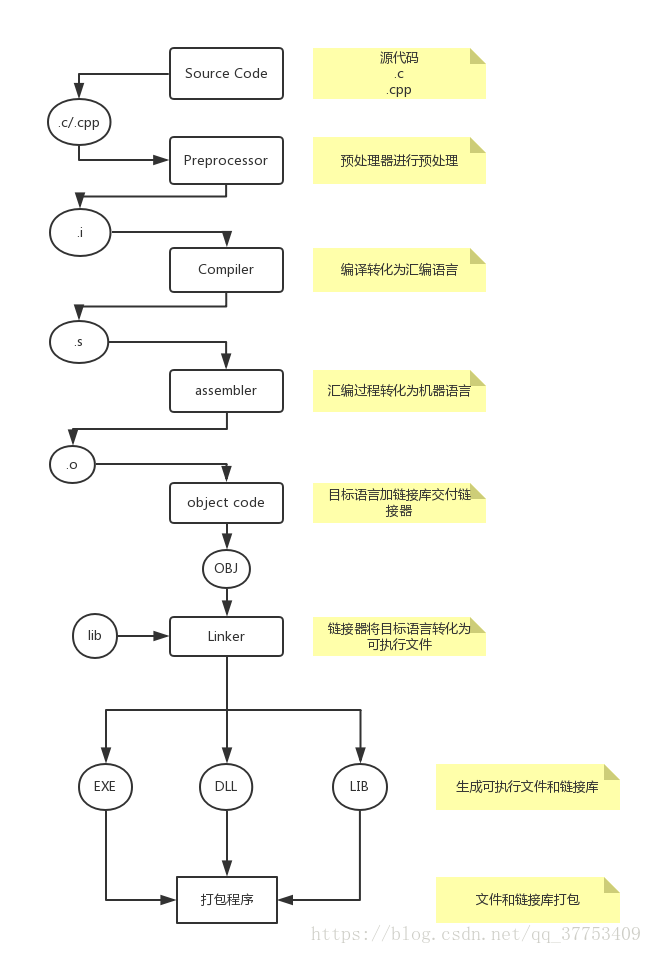 Source Code
源代码
.c
.cpp
.c/.cpp
Preprocessor
预处理器进行预处理
.i
Compiler
编译转化为汇编语言
.s
assembler
汇编过程转化为机器语言
.o
object code
目标语言加链接库交付链
接器
OBJ
lib
Linker
链接器将目标语言转化为
可执行文件
EXE
DLL
LIB
生成可执行文件和链接库
打包程序
文件和链接库打包
https://blog.csdn.net/qq_37753409